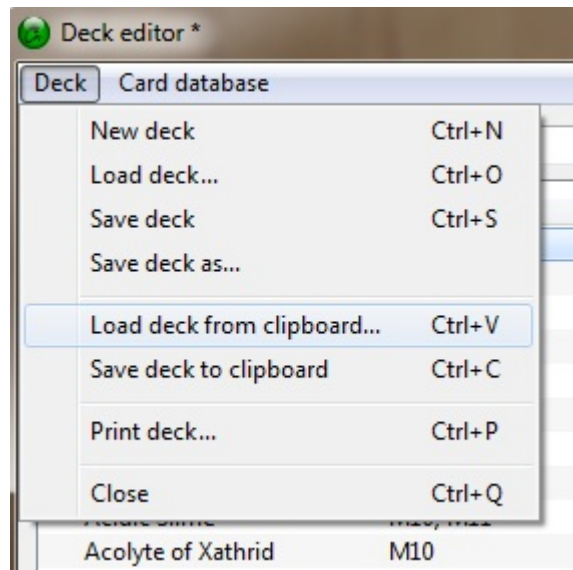 Deck editor *
Deck Card database
New deck Ctrl+N
Load deck... Ctrl+O
Save deck Ctrl+S
Save deck as...
Load deck from clipboard... Ctrl+V
Save deck to clipboard Ctrl+C
Print deck... Ctrl+P
Close Ctrl+Q
Acidic Slime M10, M11
Acolyte of Xathrid M10